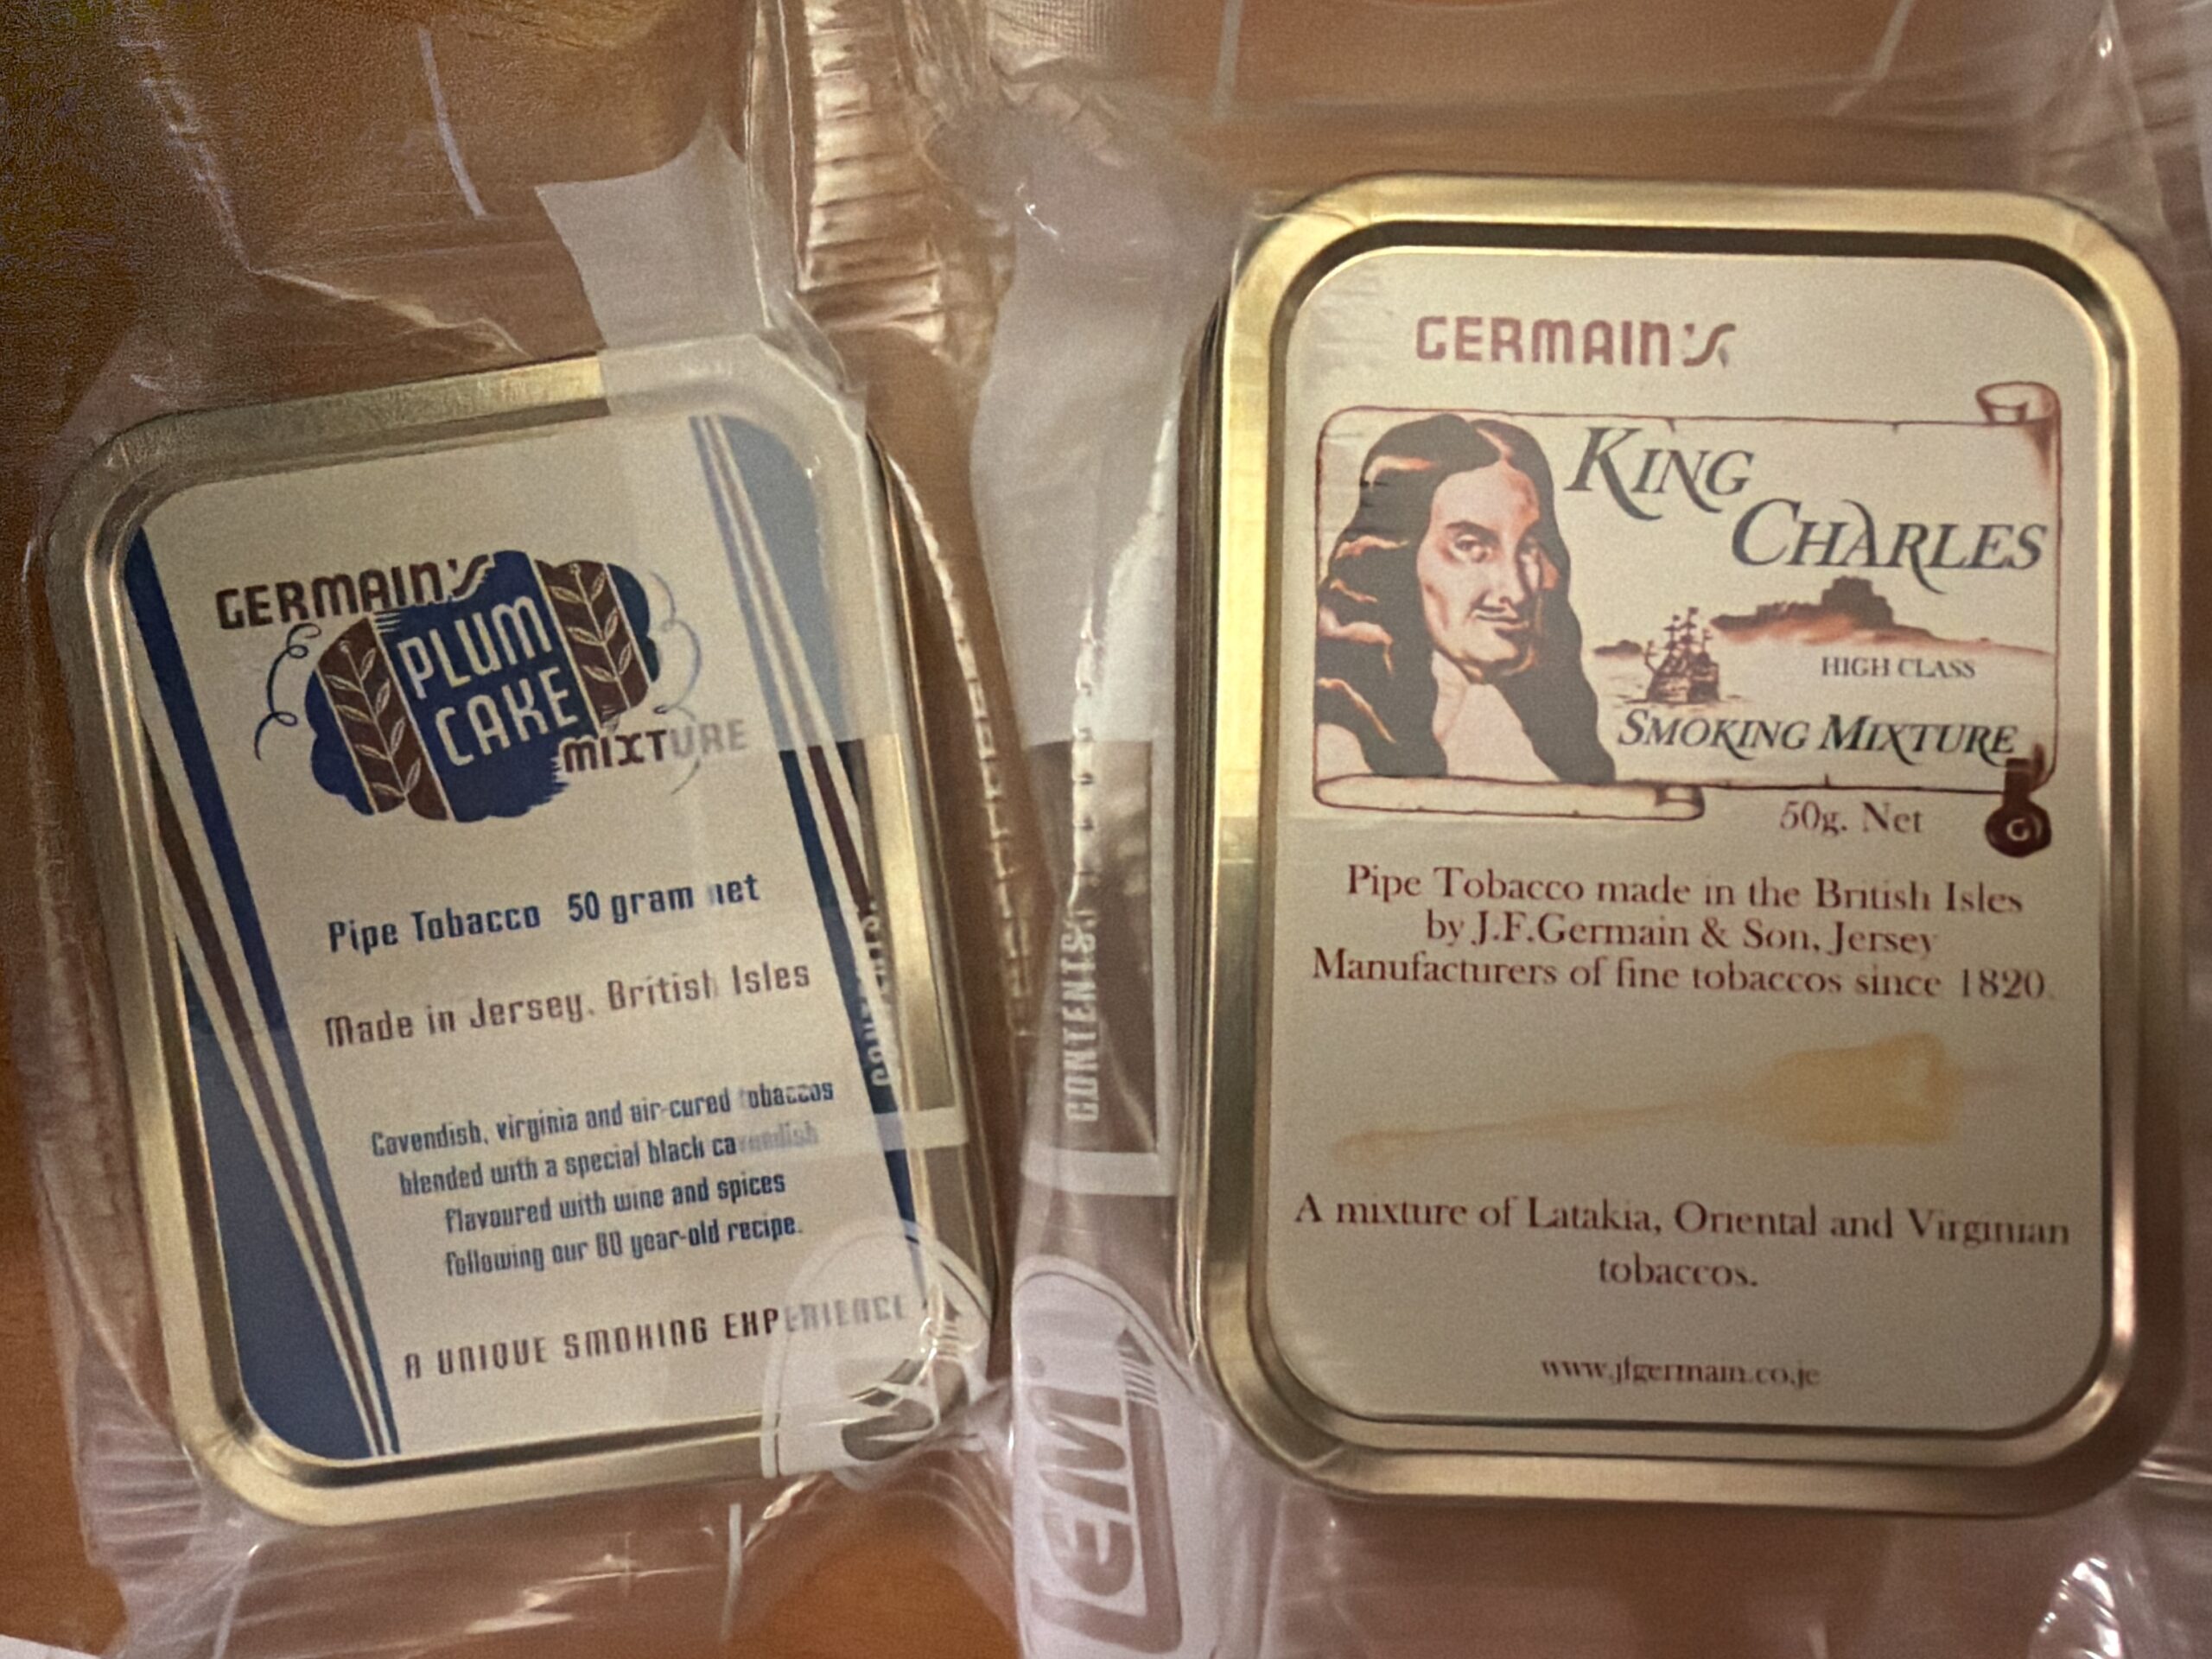 GERMAIN'S
PLUM
CAKE
MIXTURE
Pipe Tobacco 50 gram net
Made in Jersey, British Isles
Cavendish, virginia and air-cured tobaccos
blended with a special black cavendish
flavoured with wine and spices
following our 80 year-old recipe.
A UNIQUE SMOKING EXPERIENCE
CONTENTS:
CONTENTS:
GERMAIN'S
KING
CHARLES
HIGH CLASS
SMOKING MIXTURE
50g. Net
G
Pipe Tobacco made in the British Isles
by J.F.Germain & Son, Jersey
Manufacturers of fine tobaccos since 1820.
A mixture of Latakia, Oriental and Virginian
tobaccos.
www.jfgermain.co.je